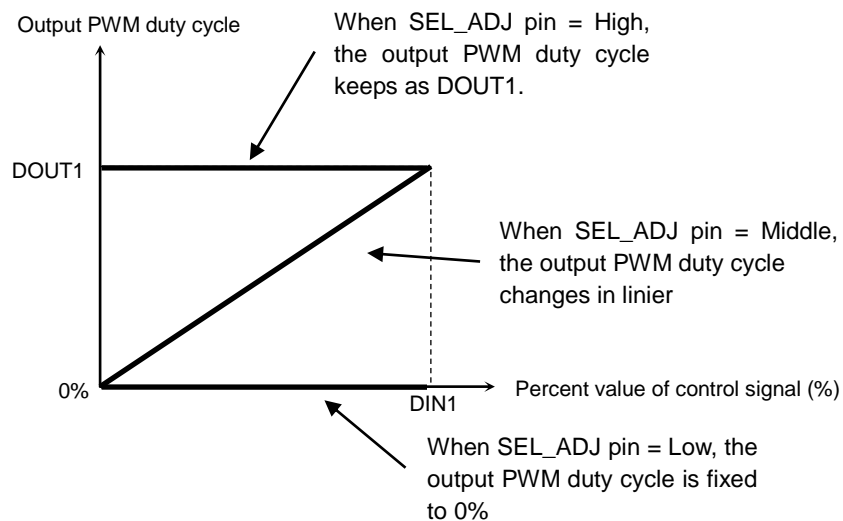 Output PWM duty cycle
When SEL_ADJ pin = High,
the output PWM duty cycle
keeps as DOUT1.
DOUT1
When SEL_ADJ pin = Middle,
the output PWM duty cycle
changes in linier
0%
DIN1
Percent value of control signal (%)
When SEL_ADJ pin = Low, the
output PWM duty cycle is fixed
to 0%